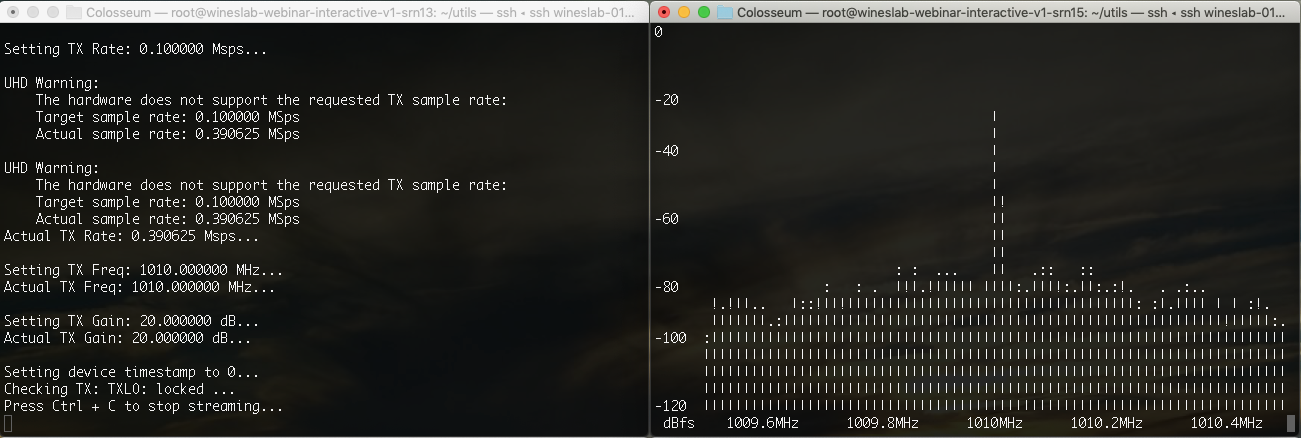 Colosseum — root@wineslab-webinar-interactive-v1-srn13: ~/utils — ssh ◂ ssh wineslab-01...
Setting TX Rate: 0.100000 Msps...
UHD Warning:
The hardware does not support the requested TX sample rate:
Target sample rate: 0.100000 MSps
Actual sample rate: 0.390625 MSps
UHD Warning:
The hardware does not support the requested TX sample rate:
Target sample rate: 0.100000 MSps
Actual sample rate: 0.390625 MSps
Actual TX Rate: 0.390625 Msps...
Setting TX Freq: 1010.000000 MHz...
Actual TX Freq: 1010.000000 MHz...
Setting TX Gain: 20.000000 dB...
Actual TX Gain: 20.000000 dB...
Setting device timestamp to 0...
Checking TX: TXLO: locked ...
Press Ctrl + C to stop streaming...
Colosseum — root@wineslab-webinar-interactive-v1-srn15: ~/utils — ssh ◂ ssh wineslab-01...
0
-20
-40
-60
-80
-100
-120
dBfs 1009.6MHz 1009.8MHz 1010MHz 1010.2MHz 1010.4MHz